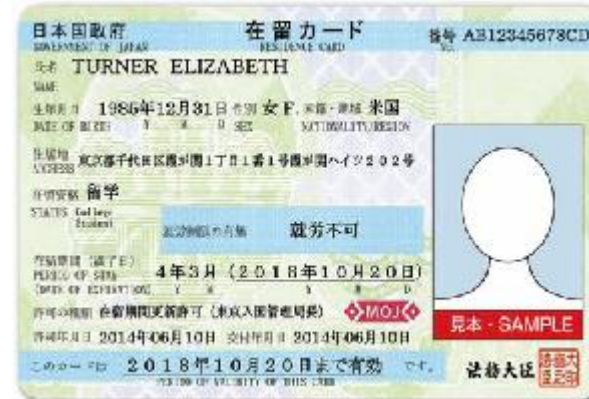 日本国政府 在留カード 番号 AB12345678CD
GOVERNMENT OF JAPAN RESIDENCE CARD NO.
氏名 TURNER ELIZABETH
NAME
生年月日 1985年12月31日 性別 女 F. 国籍・地域 米国
DATE OF BIRTH Y M D SEX NATIONALITY/REGION
住居地 東京都千代田区霞が関1丁目1番1号霞が関ハイツ202号
ADDRESS
在留資格 留学
STATUS College
Student
就労制限の有無 就労不可
在留期間（満了日） 4年3月（2018年10月20日）
PERIOD OF STAY
(DATE OF EXPIRATION) Y M Y M D
許可の種類 在留期間更新許可（東京入国管理局長） MOJ
見本・SAMPLE
許可年月日 2014年06月10日 交付年月日 2014年06月10日
このカードは 2018年10月20日まで有効 です。
PERIOD OF VALIDITY OF THIS CARD
法務大臣